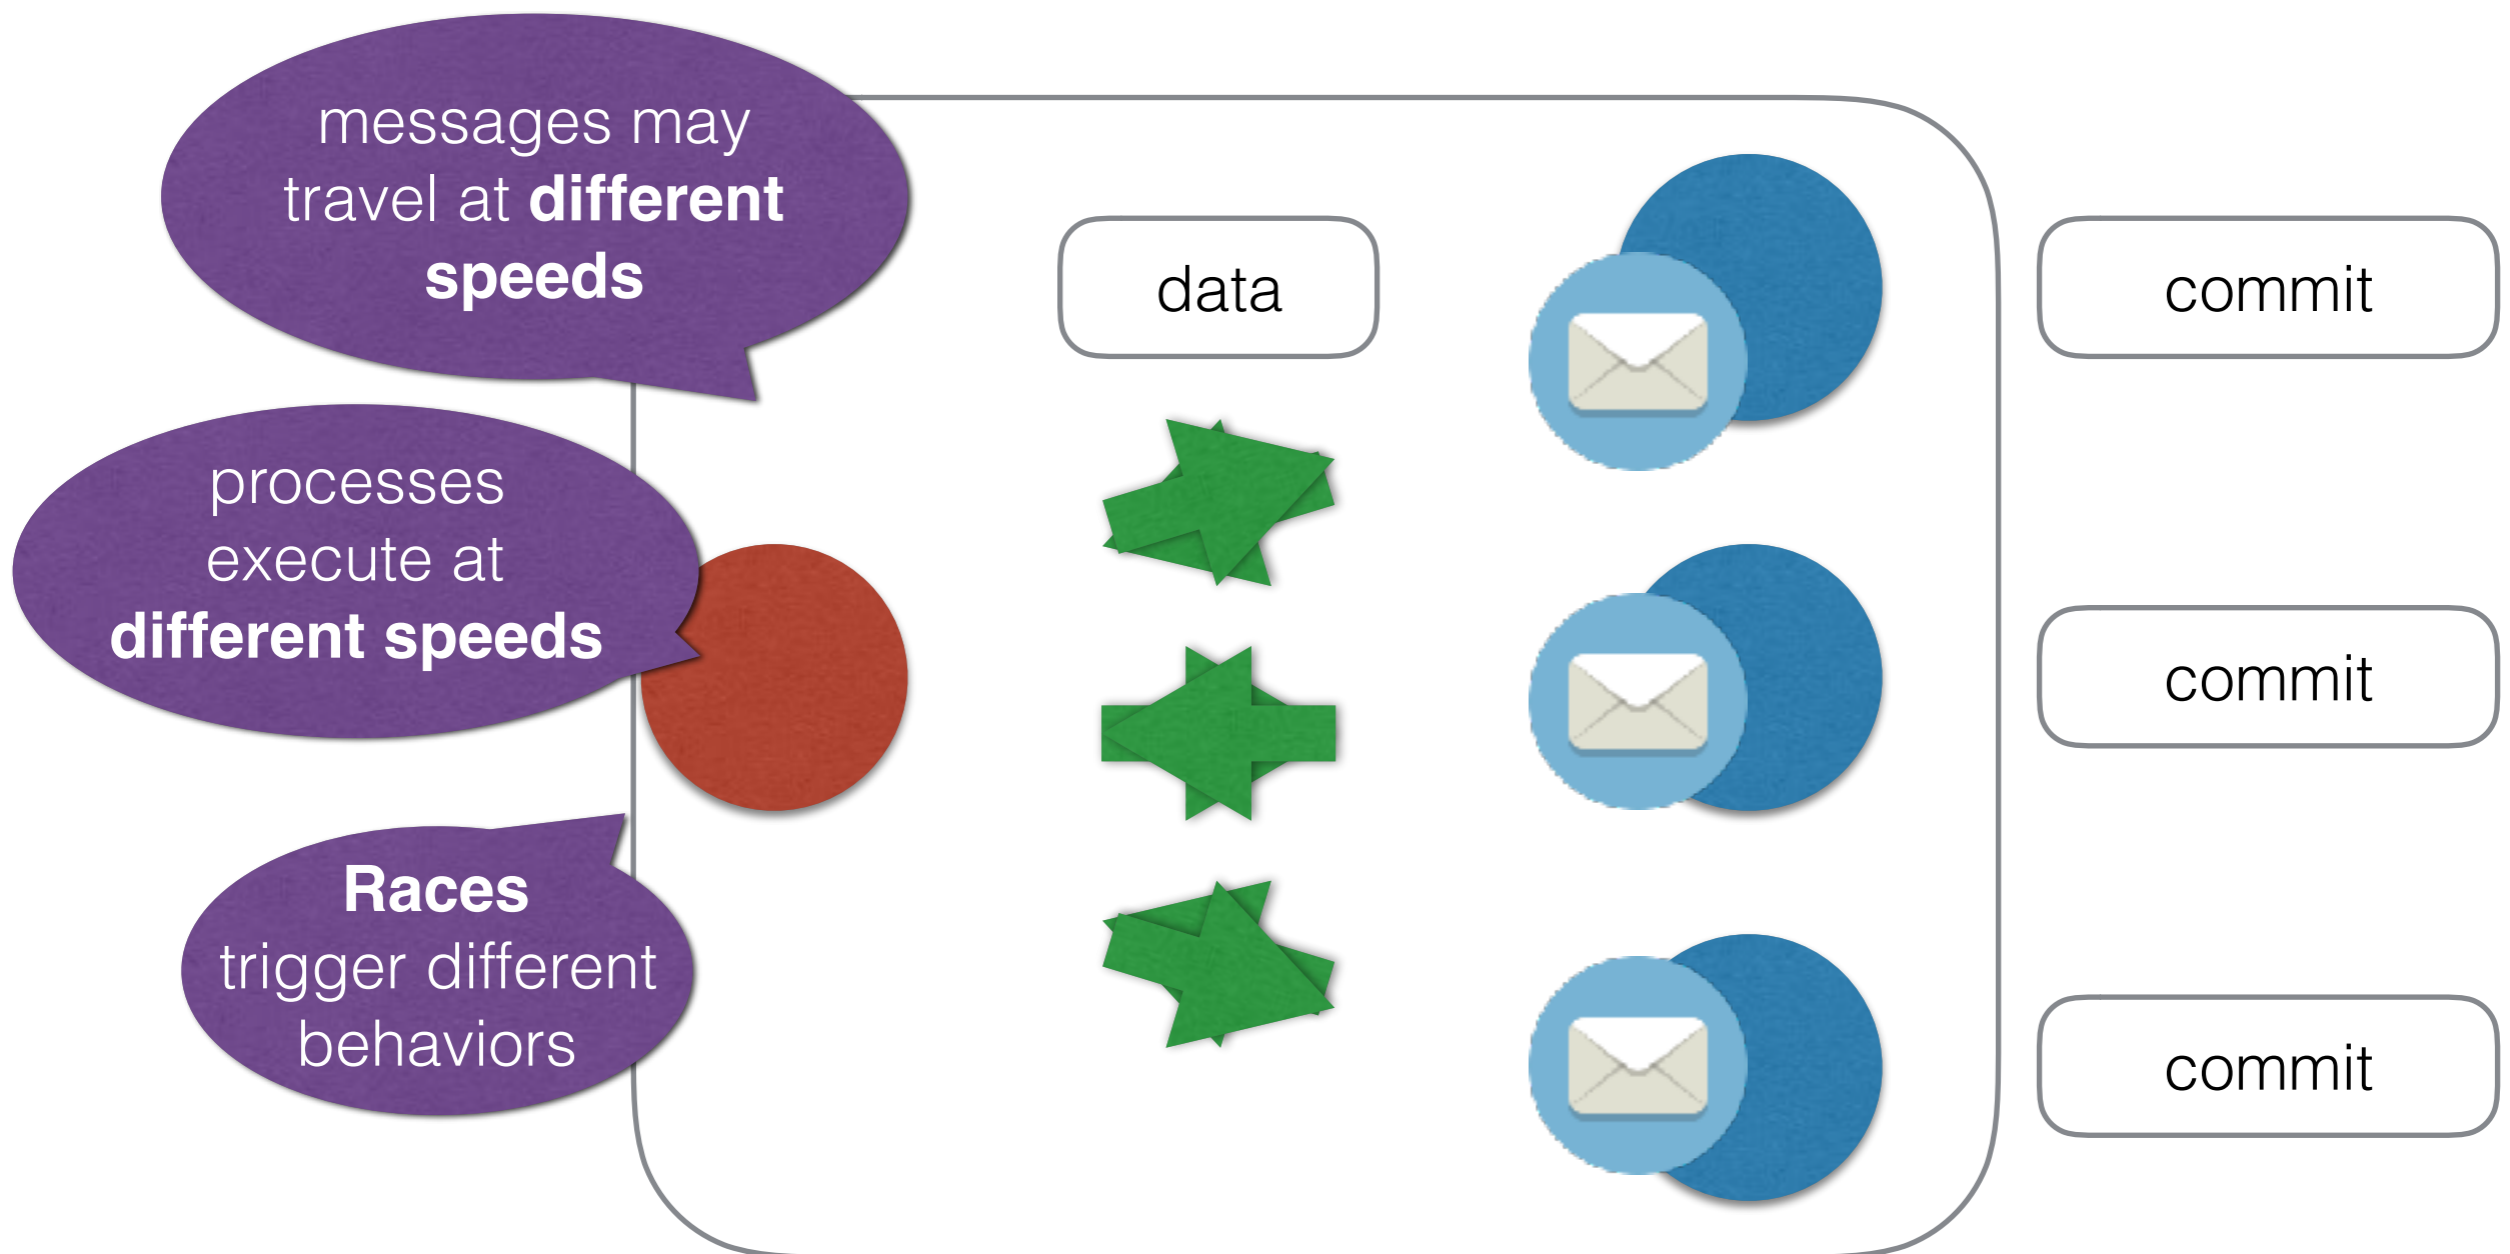 messages may
travel at different
speeds
data
commit
processes
execute at
different speeds
commit
Races
trigger different
behaviors
commit